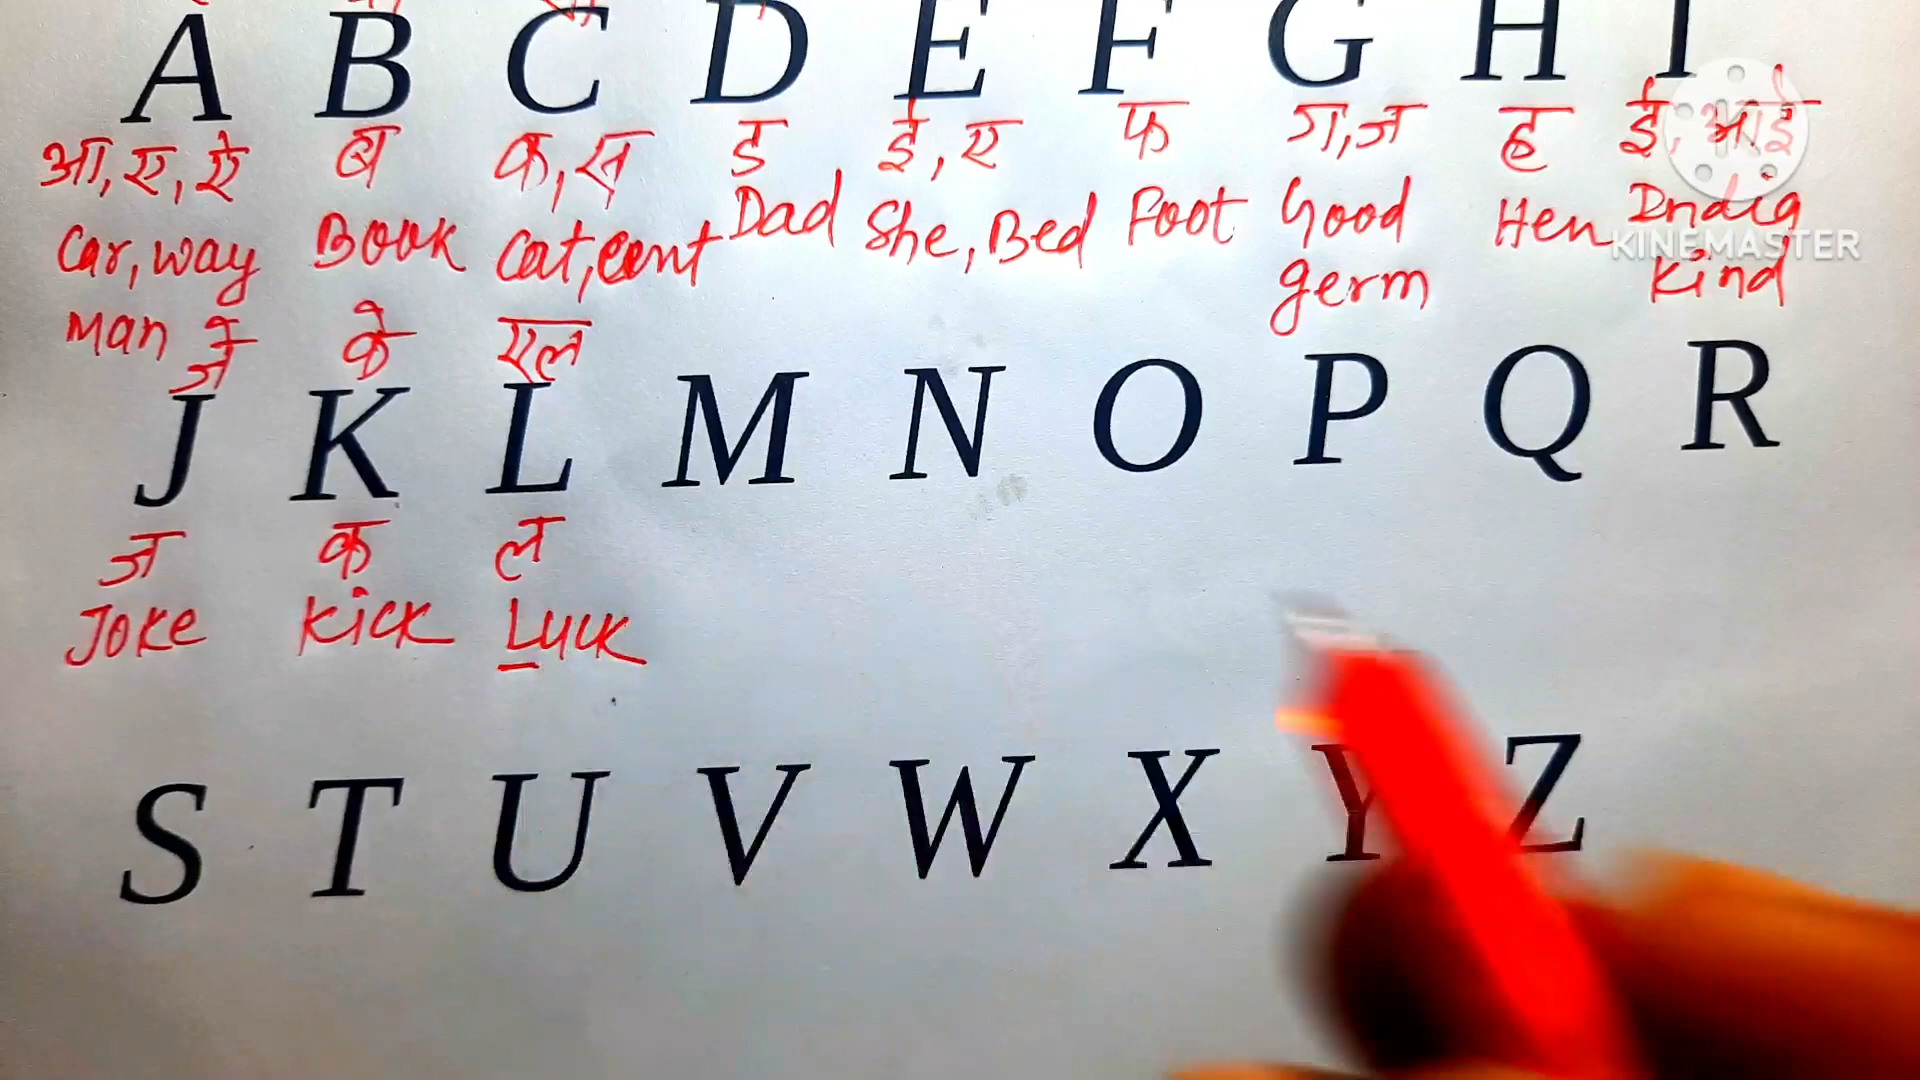 A B C D E F G H I
आ, ए, ऐ ब क, स ड ई, ए फ ग, ज ह ई, आई
Car, way Book Cat, Cent Dad She, Bed Foot Good Hen India
Man germ Kind
KINEMASTER
जे के एल
J K L M N O P Q R
ज क ल
Joke Kick Luck
S T U V W X Y Z